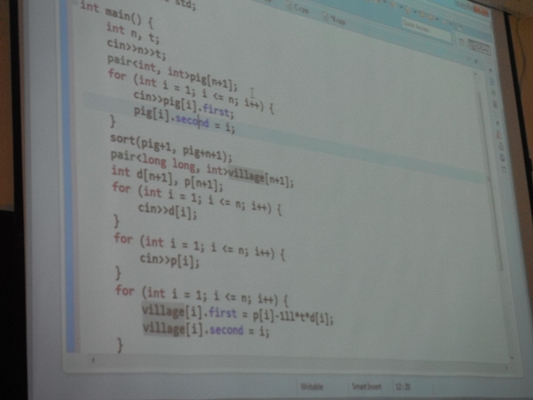 std;
int main() {
int n, t;
cin>>n>>t;
pair<int, int>pig[n+1];
for (int i = 1; i <= n; i++) {
cin>>pig[i].first;
pig[i].second = i;
}
sort(pig+1, pig+n+1);
pair<long long, int>village[n+1];
int d[n+1], p[n+1];
for (int i = 1; i <= n; i++) {
cin>>d[i];
}
for (int i = 1; i <= n; i++) {
cin>>p[i];
}
for (int i = 1; i <= n; i++) {
village[i].first = p[i]-1ll*t*d[i];
village[i].second = i;
}
Writable Smart Insert